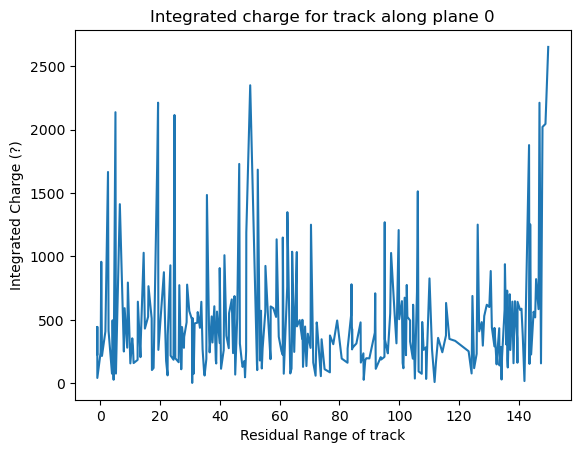 Integrated charge for track along plane 0
Integrated Charge (?)
2500
2000
1500
1000
500
0
0 20 40 60 80 100 120 140
Residual Range of track